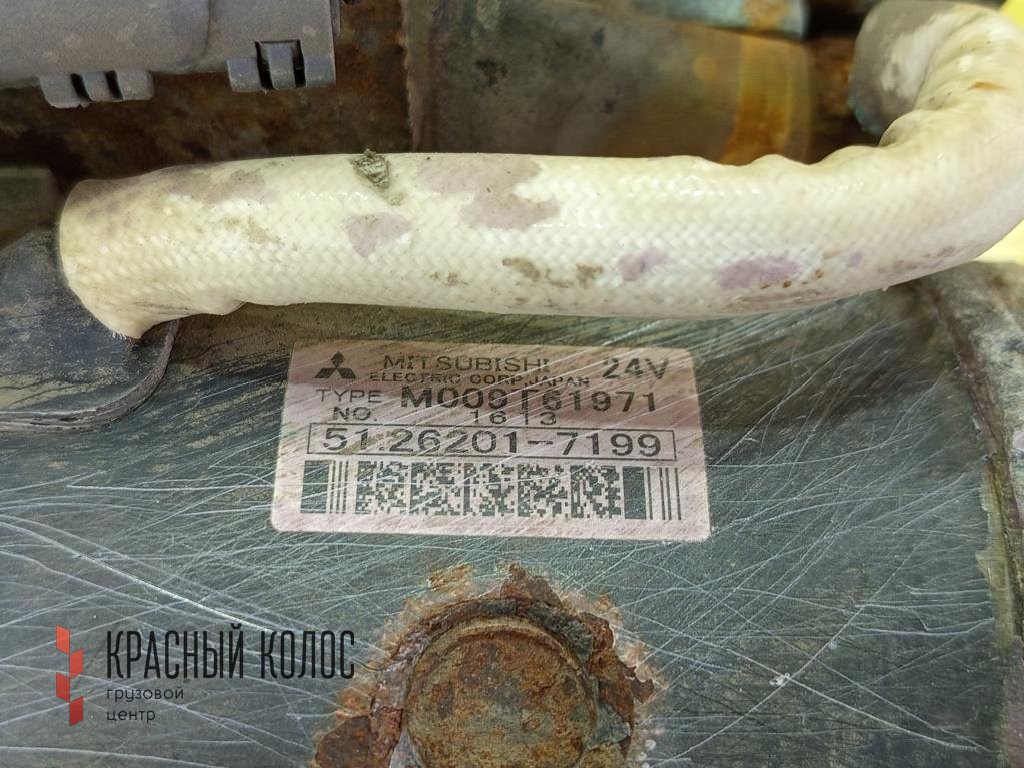 MITSUBISHI 24V
ELECTRIC CORP.JAPAN
TYPE M009T61971
NO. 1613
51.26201-7199
КРАСНЫЙ КОЛОС
грузовой
центр